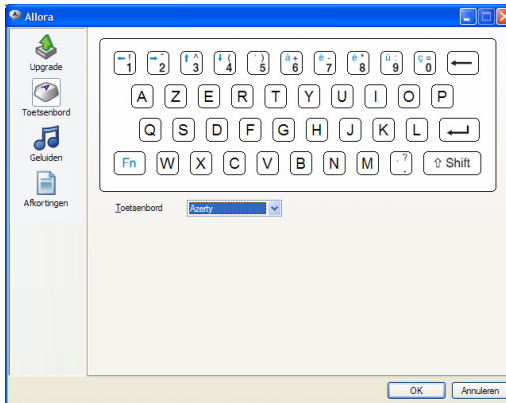 Allora
Upgrade
Toetsenbord
Geluiden
Afkortingen
← ! 1 → ¨ 2 ↑ ^ 3 ↓ ( 4 ' ) 5 à + 6 è - 7 é * 8 ù : 9 ç = 0 ←
A Z E R T Y U I O P
Q S D F G H J K L
Fn W X C V B N M , ? . ⇧ Shift
Toetsenbord Azerty
OK Annuleren